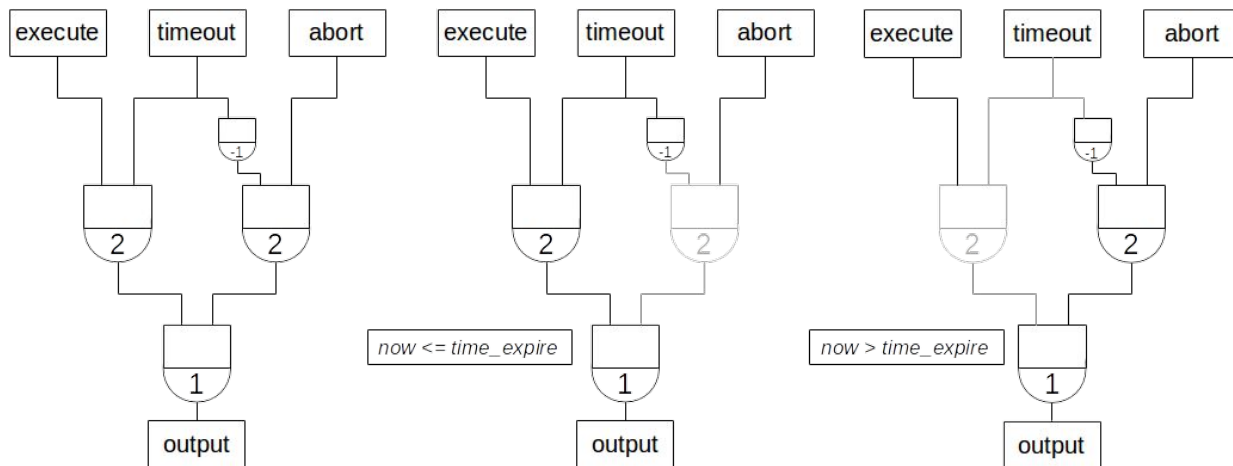 execute timeout abort
-1
2 2
1
output
execute timeout abort
-1
2 2
now <= time_expire
1
output
execute timeout abort
-1
2 2
now > time_expire
1
output